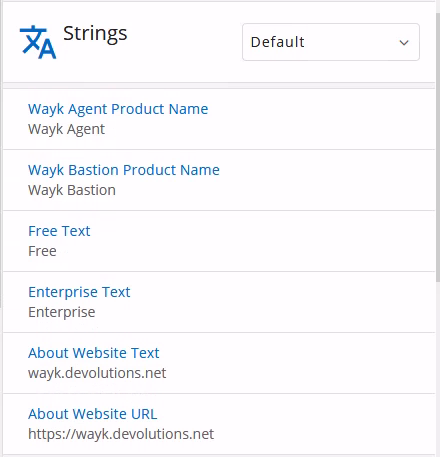 Strings
Default
Wayk Agent Product Name
Wayk Agent
Wayk Bastion Product Name
Wayk Bastion
Free Text
Free
Enterprise Text
Enterprise
About Website Text
wayk.devolutions.net
About Website URL
https://wayk.devolutions.net